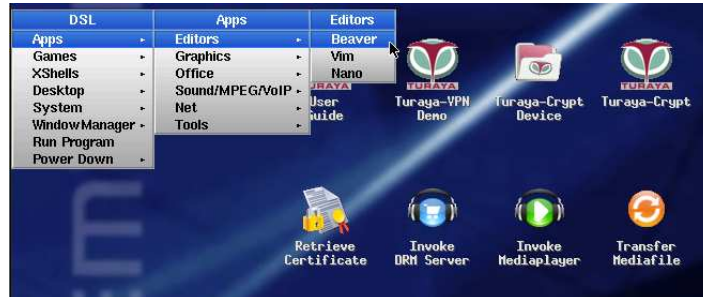 DSL
Apps
Games
XShells
Desktop
System
WindowManager
Run Program
Power Down
Apps
Editors
Graphics
Office
Sound/MPEG/VoIP
Net
Tools
Editors
Beaver
Vim
Nano
TURAYA
User
Guide
TURAYA
Turaya-VPN
Demo
Turaya-Crypt
Device
TURAYA
Turaya-Crypt
Retrieve
Certificate
Invoke
DRM Server
Invoke
Mediaplayer
Transfer
Mediafile